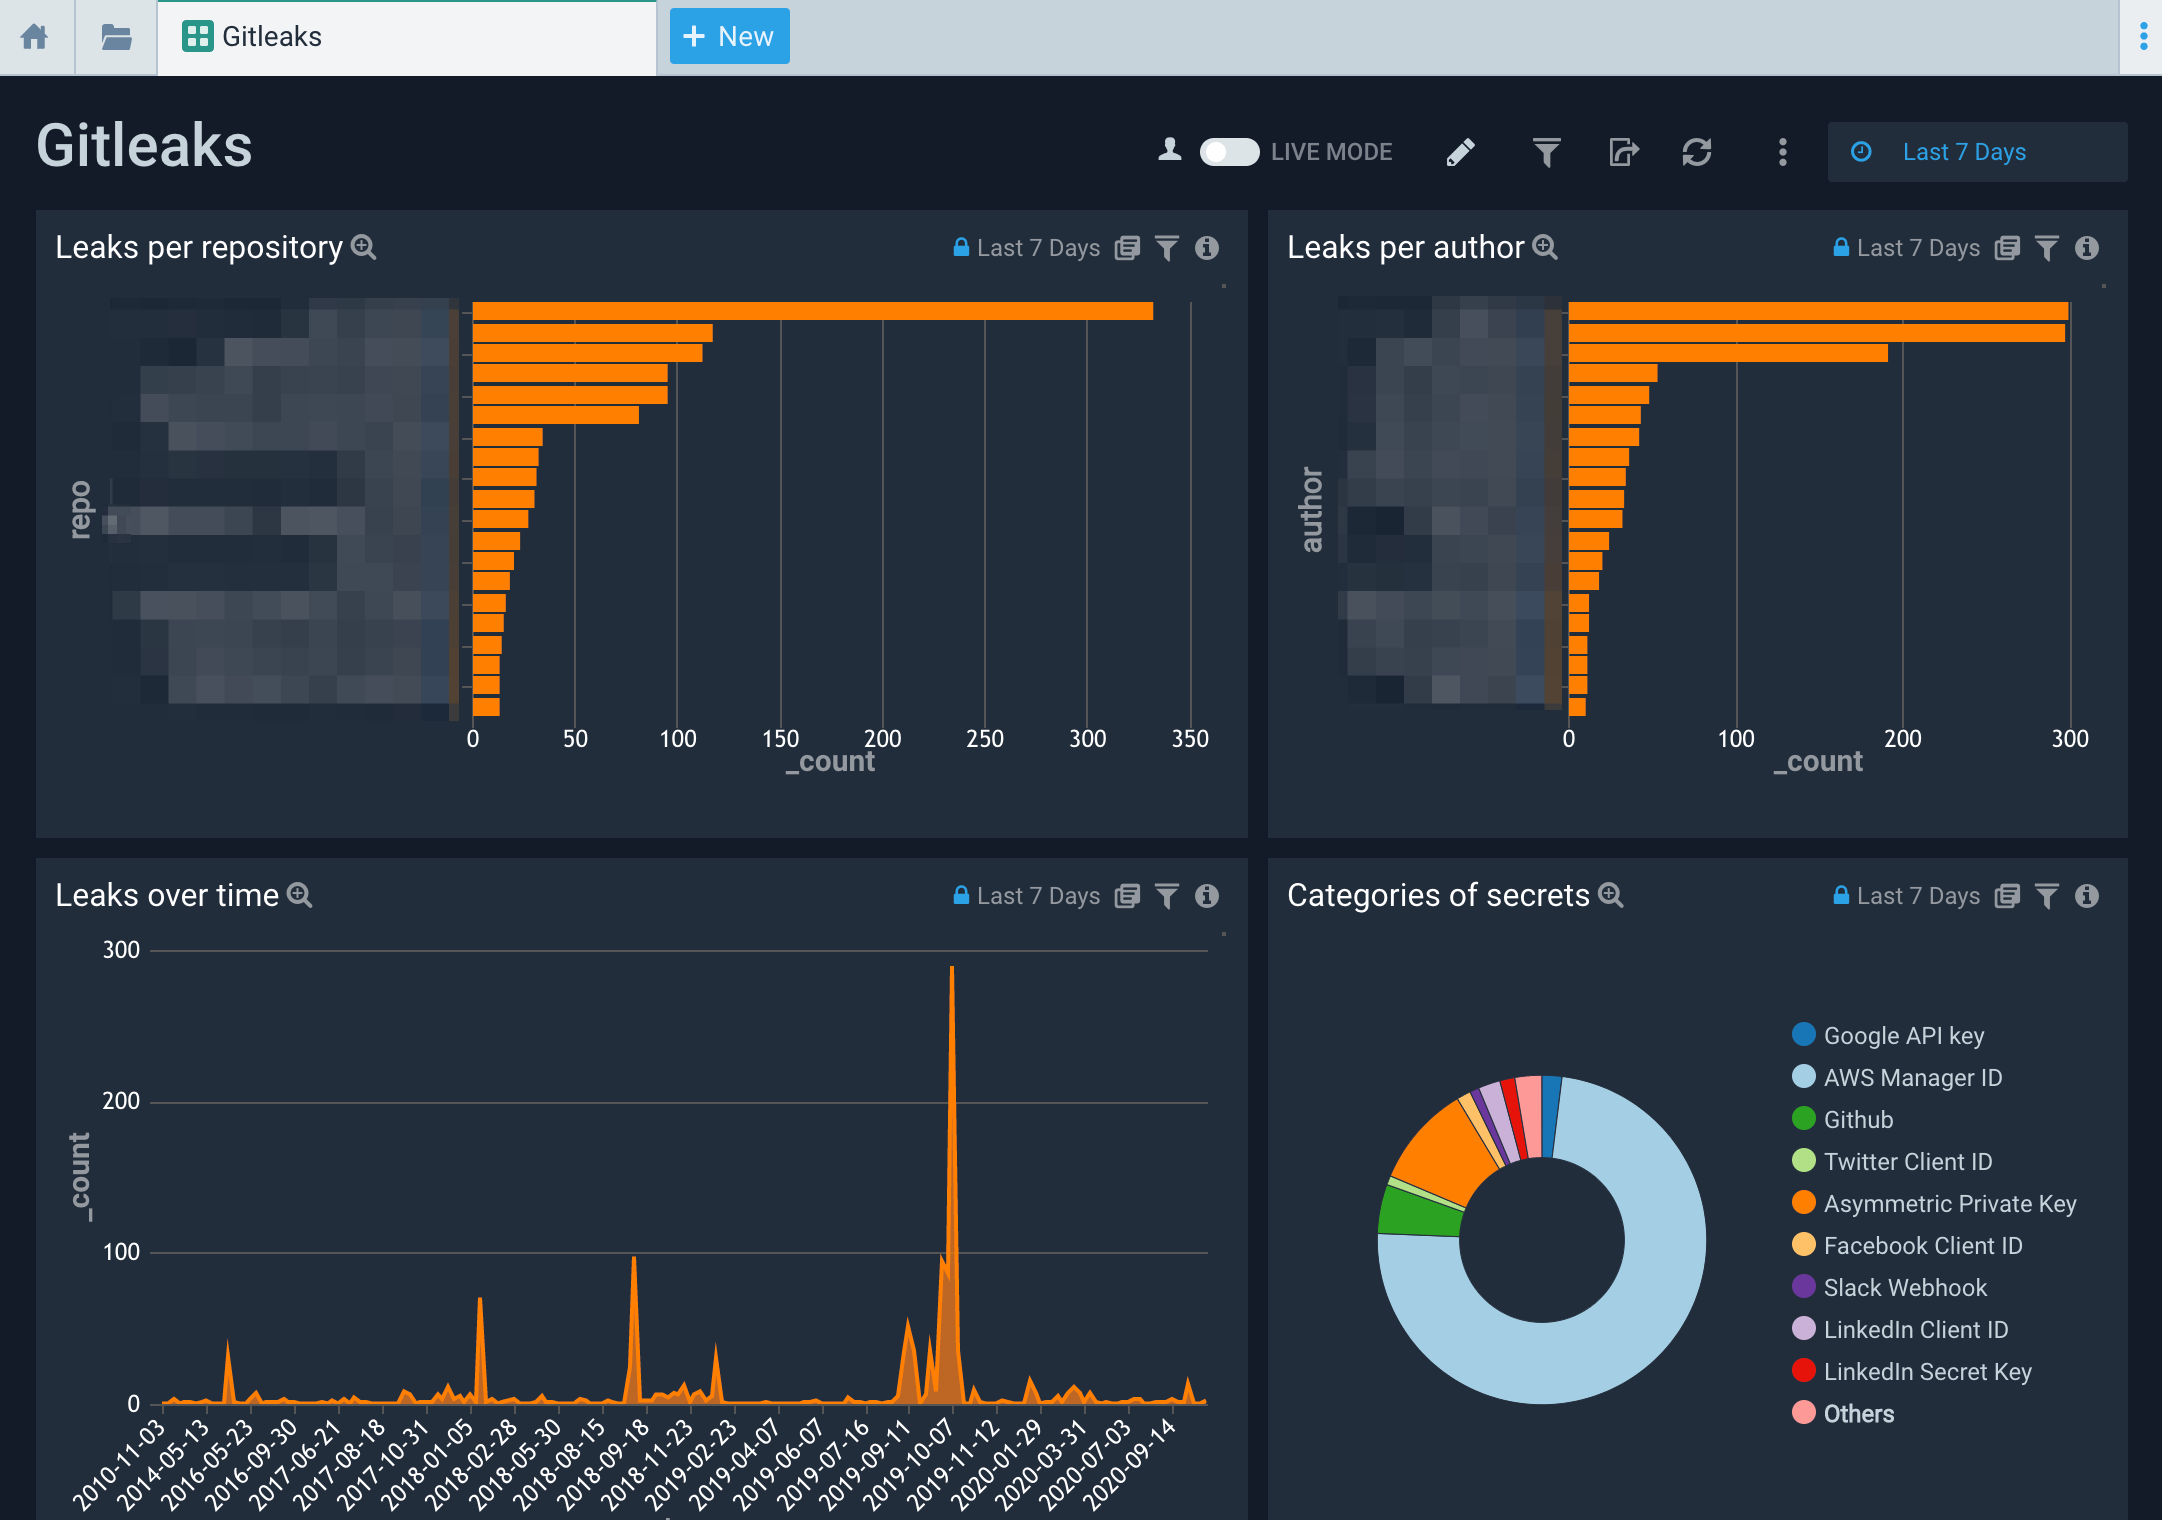 Gitleaks
+ New
Gitleaks
LIVE MODE
Last 7 Days
Leaks per repository
Last 7 Days
repo
0 50 100 150 200 250 300 350
_count
Leaks per author
Last 7 Days
author
0 100 200 300
_count
Leaks over time
Last 7 Days
300
200
100
0
_count
2010-11-03
2014-05-13
2016-05-23
2016-09-30
2017-06-21
2017-08-18
2017-10-31
2018-01-05
2018-02-28
2018-05-30
2018-08-15
2018-09-18
2018-11-23
2019-02-23
2019-04-07
2019-06-07
2019-07-16
2019-09-11
2019-10-07
2019-11-12
2020-01-29
2020-03-31
2020-07-03
2020-09-14
Categories of secrets
Last 7 Days
Google API key
AWS Manager ID
Github
Twitter Client ID
Asymmetric Private Key
Facebook Client ID
Slack Webhook
LinkedIn Client ID
LinkedIn Secret Key
Others